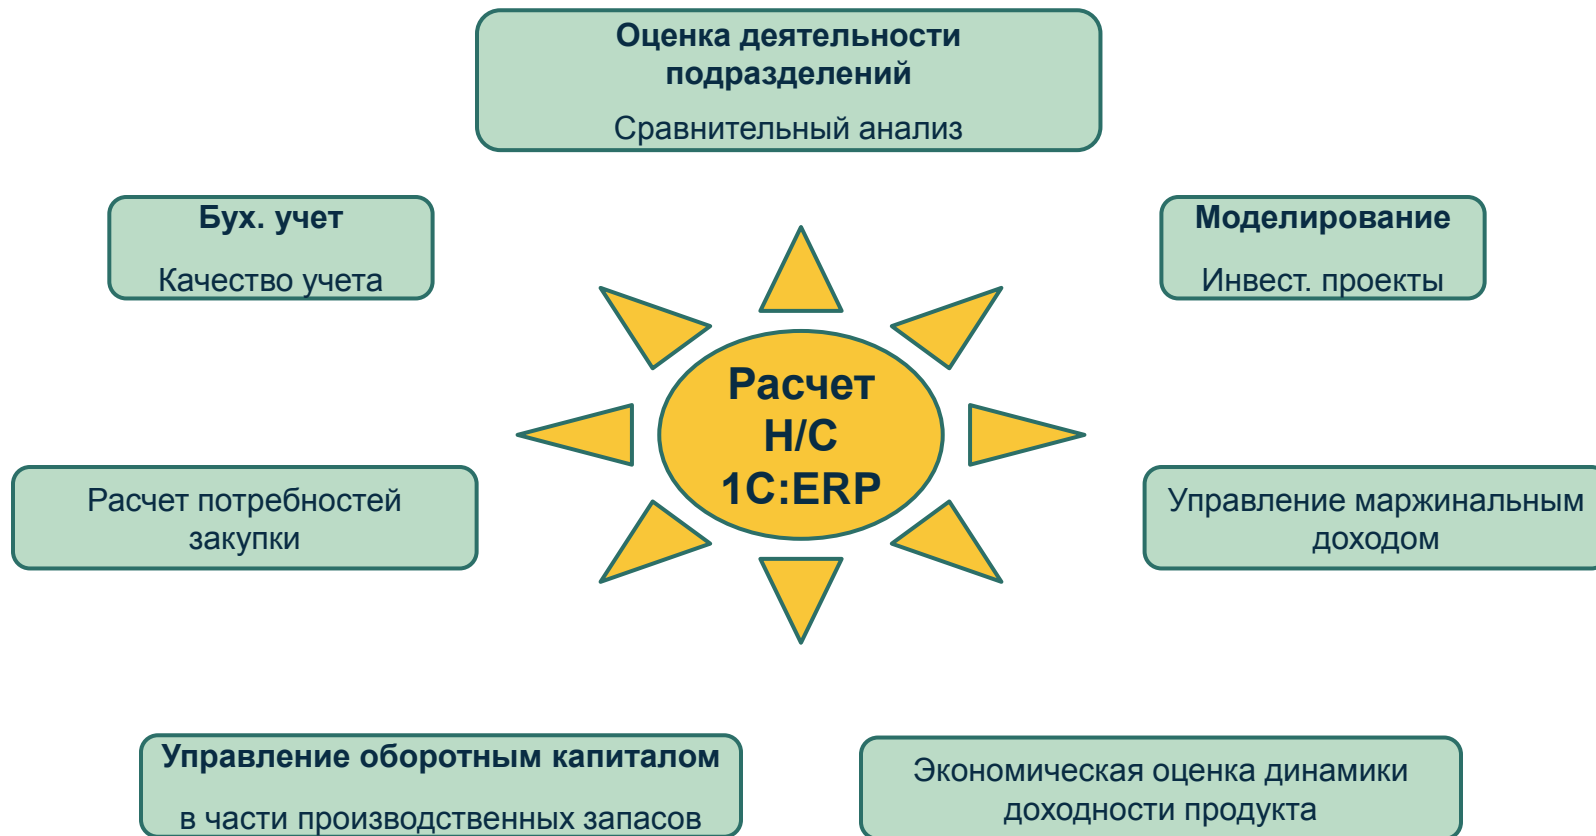 Оценка деятельности
подразделений
Сравнительный анализ
Бух. учет
Качество учета
Моделирование
Инвест. проекты
Расчет
Н/С
1С:ERP
Расчет потребностей
закупки
Управление маржинальным
доходом
Управление оборотным капиталом
в части производственных запасов
Экономическая оценка динамики
доходности продукта